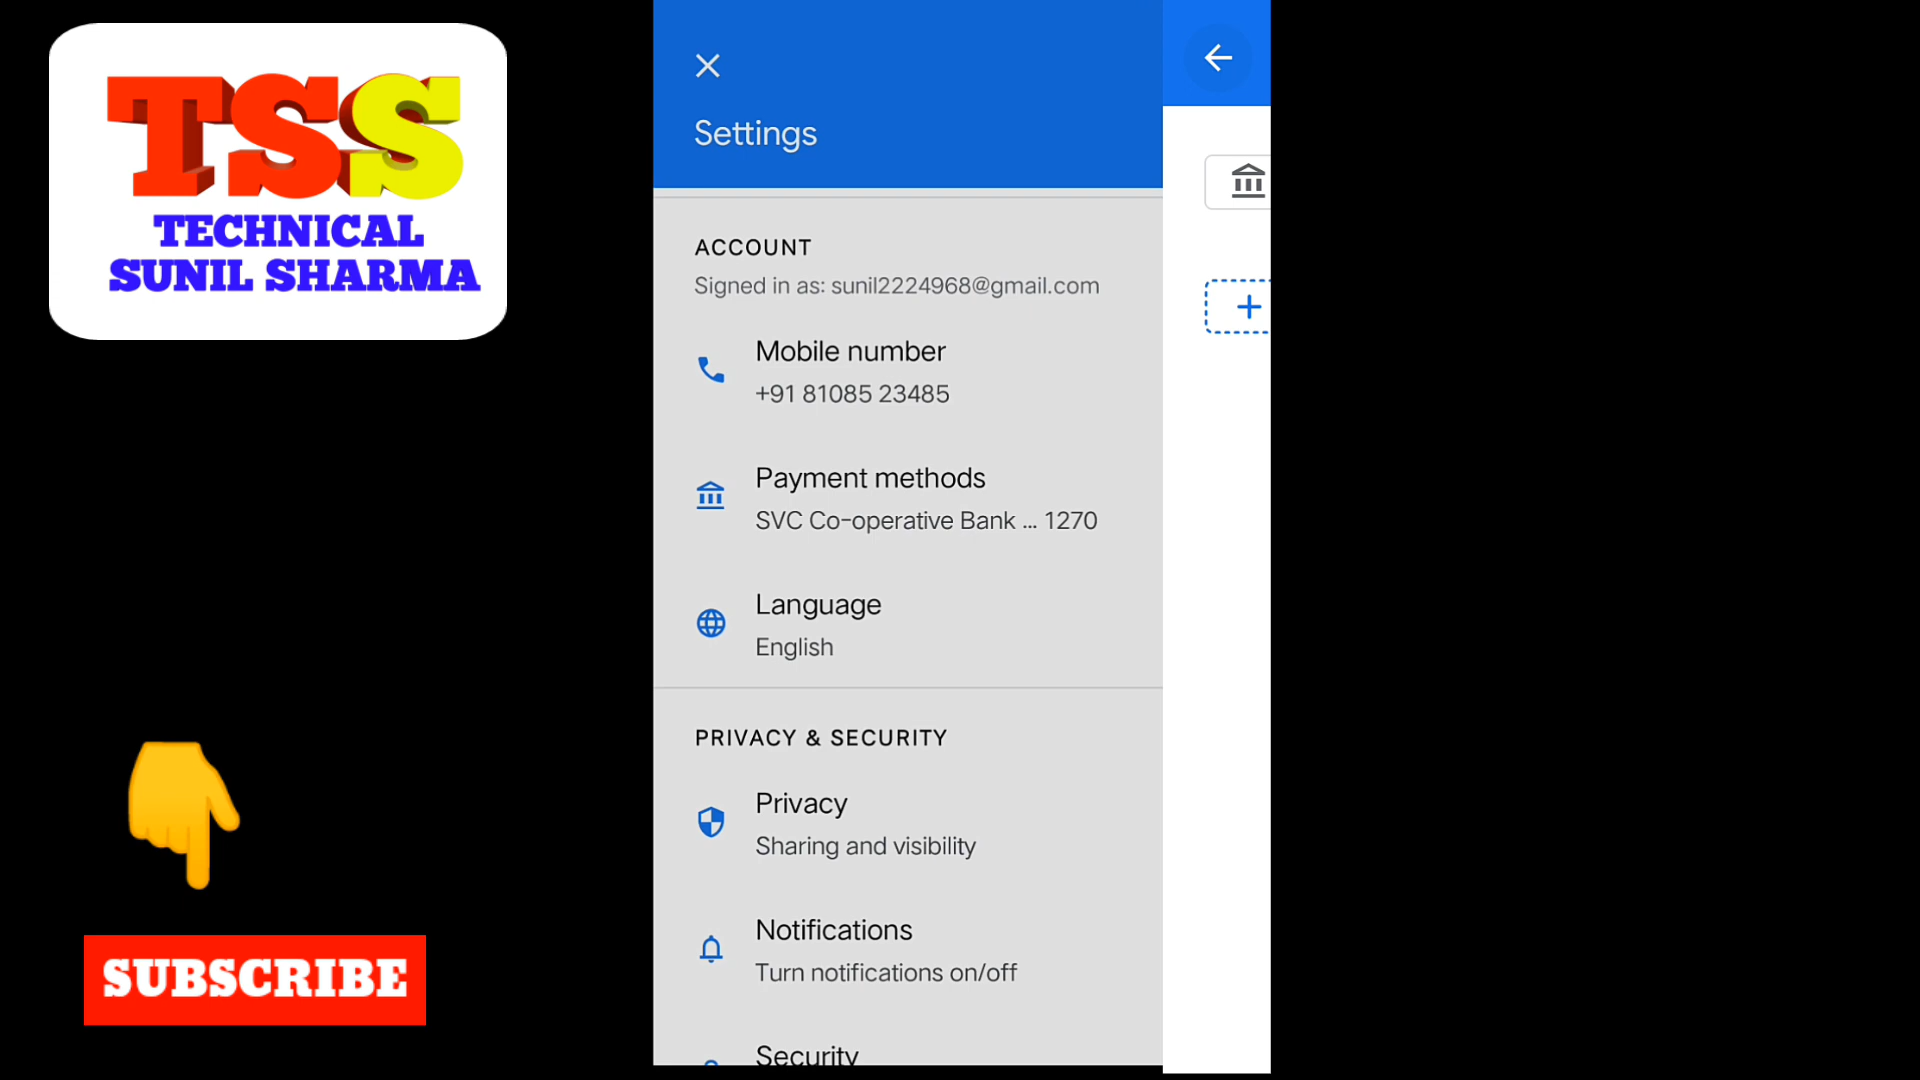 TSS
TECHNICAL
SUNIL SHARMA
SUBSCRIBE
Settings
ACCOUNT
Signed in as: sunil2224968@gmail.com
Mobile number
+91 81085 23485
Payment methods
SVC Co-operative Bank ... 1270
Language
English
PRIVACY & SECURITY
Privacy
Sharing and visibility
Notifications
Turn notifications on/off
Security